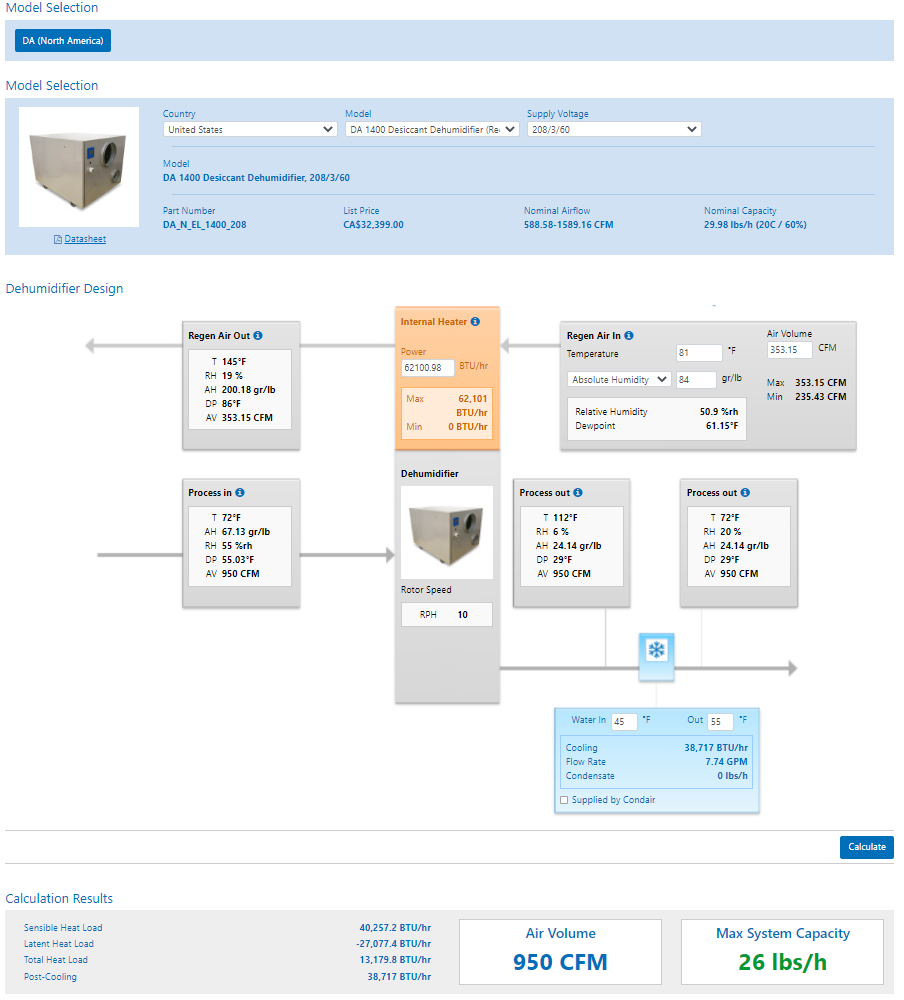 Model Selection
DA (North America)
Model Selection
Country
Model
Supply Voltage
United States
DA 1400 Desiccant Dehumidifier (Re
208/3/60
Model
DA 1400 Desiccant Dehumidifier, 208/3/60
Part Number
List Price
Nominal Airflow
Nominal Capacity
DA_N_EL_1400_208
CA$32,399.00
588.58-1589.16 CFM
29.98 lbs/h (20C / 60%)
Datasheet
Dehumidifier Design
Regen Air Out
T 145°F
RH 19 %
AH 200.18 gr/lb
DP 86°F
AV 353.15 CFM
Internal Heater
Power
62100.98 BTU/hr
Max 62,101 BTU/hr
Min 0 BTU/hr
Regen Air In
Temperature 81 °F
Absolute Humidity 84 gr/lb
Relative Humidity 50.9 %rh
Dewpoint 61.15°F
Air Volume
353.15 CFM
Max 353.15 CFM
Min 235.43 CFM
Process in
T 72°F
AH 67.13 gr/lb
RH 55 %rh
DP 55.03°F
AV 950 CFM
Dehumidifier
Rotor Speed
RPH 10
Process out
T 112°F
RH 6 %
AH 24.14 gr/lb
DP 29°F
AV 950 CFM
Process out
T 72°F
RH 20 %
AH 24.14 gr/lb
DP 29°F
AV 950 CFM
Water In 45 °F Out 55 °F
Cooling 38,717 BTU/hr
Flow Rate 7.74 GPM
Condensate 0 lbs/h
Supplied by Condair
Calculate
Calculation Results
Sensible Heat Load 40,257.2 BTU/hr
Latent Heat Load -27,077.4 BTU/hr
Total Heat Load 13,179.8 BTU/hr
Post-Cooling 38,717 BTU/hr
Air Volume
950 CFM
Max System Capacity
26 lbs/h